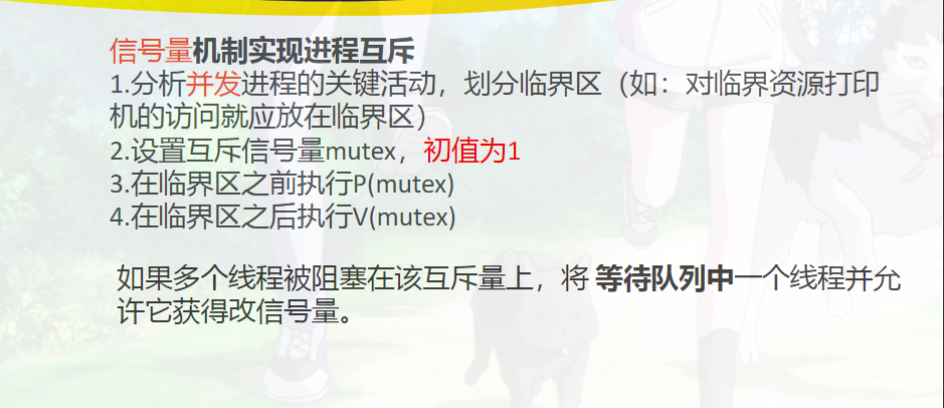 信号量机制实现进程互斥
1.分析并发进程的关键活动，划分临界区（如：对临界资源打印
机的访问就应放在临界区）
2.设置互斥信号量mutex，初值为1
3.在临界区之前执行P(mutex)
4.在临界区之后执行V(mutex)
如果多个线程被阻塞在该互斥量上，将 等待队列中一个线程并允
许它获得改信号量。